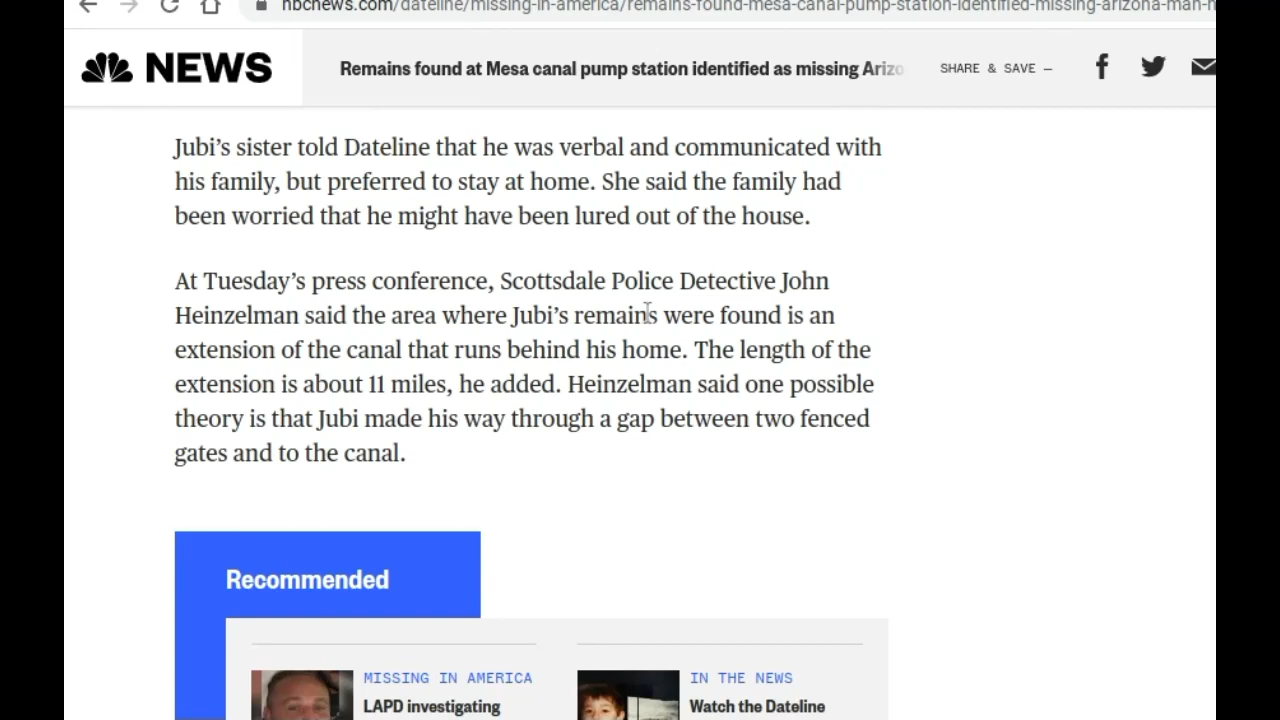 nbcnews.com/dateline/missing-in-america/remains-found-mesa-canal-pump-station-identified-missing-arizona-man-
NEWS
Remains found at Mesa canal pump station identified as missing Arizo
SHARE & SAVE —
Jubi’s sister told Dateline that he was verbal and communicated with
his family, but preferred to stay at home. She said the family had
been worried that he might have been lured out of the house.
At Tuesday’s press conference, Scottsdale Police Detective John
Heinzelman said the area where Jubi’s remains were found is an
extension of the canal that runs behind his home. The length of the
extension is about 11 miles, he added. Heinzelman said one possible
theory is that Jubi made his way through a gap between two fenced
gates and to the canal.
Recommended
MISSING IN AMERICA
LAPD investigating
IN THE NEWS
Watch the Dateline